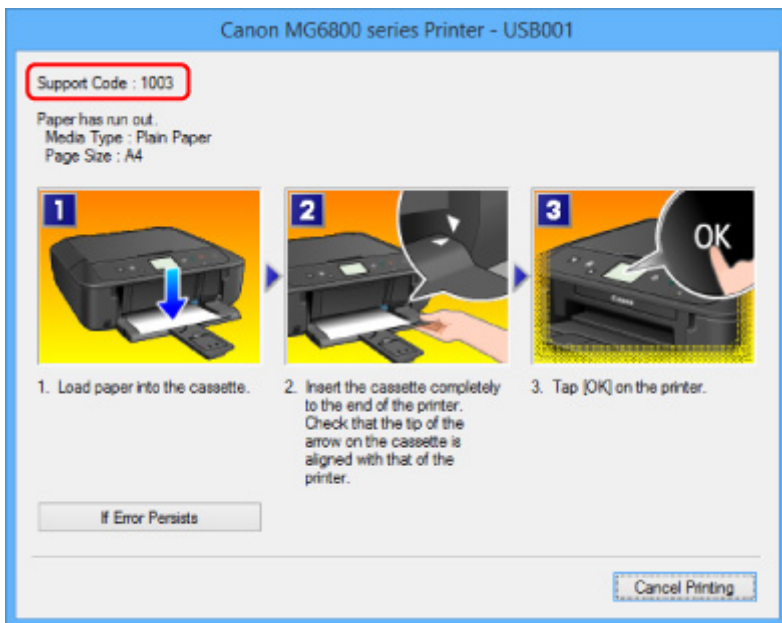 Canon MG6800 series Printer - USB001
Support Code : 1003
Paper has run out.
Media Type : Plain Paper
Page Size : A4
1
2
3
OK
Canon
1. Load paper into the cassette.
2. Insert the cassette completely
to the end of the printer.
Check that the tip of the
arrow on the cassette is
aligned with that of the
printer.
3. Tap [OK] on the printer.
If Error Persists
Cancel Printing